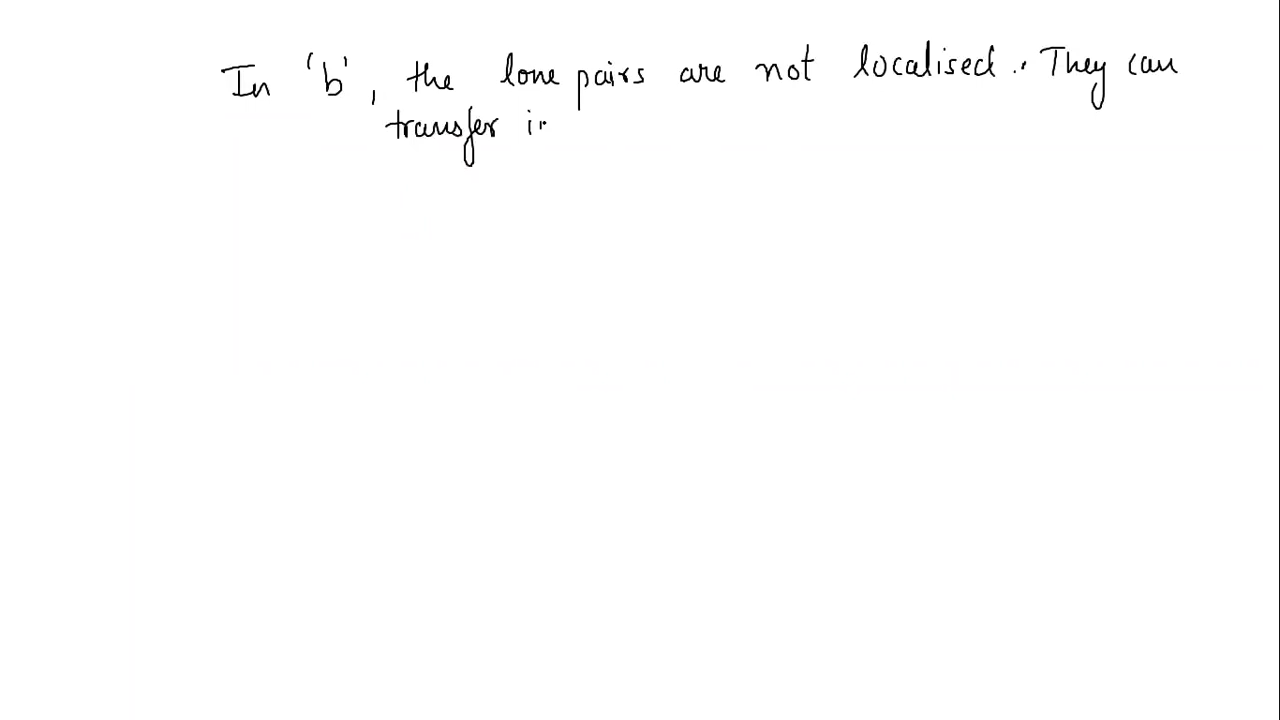 In 'b', the lone pairs are not localised.. They can
transfer i